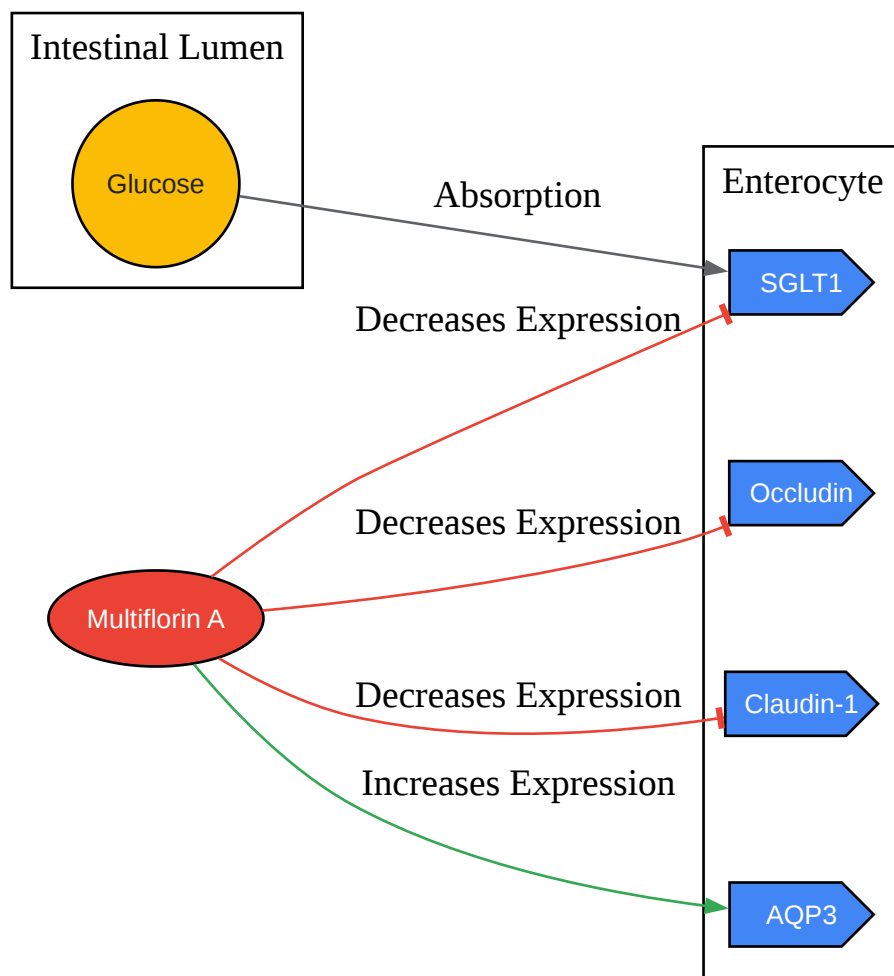 Intestinal Lumen
Glucose
Absorption
Enterocyte
SGLT1
Decreases Expression
Occludin
Decreases Expression
Multiflorin A
Decreases Expression
Claudin-1
Increases Expression
AQP3